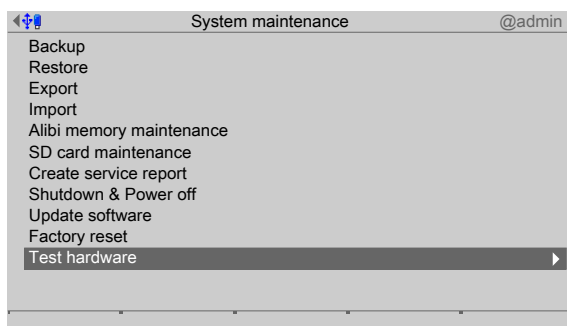 System maintenance @admin
Backup
Restore
Export
Import
Alibi memory maintenance
SD card maintenance
Create service report
Shutdown & Power off
Update software
Factory reset
Test hardware